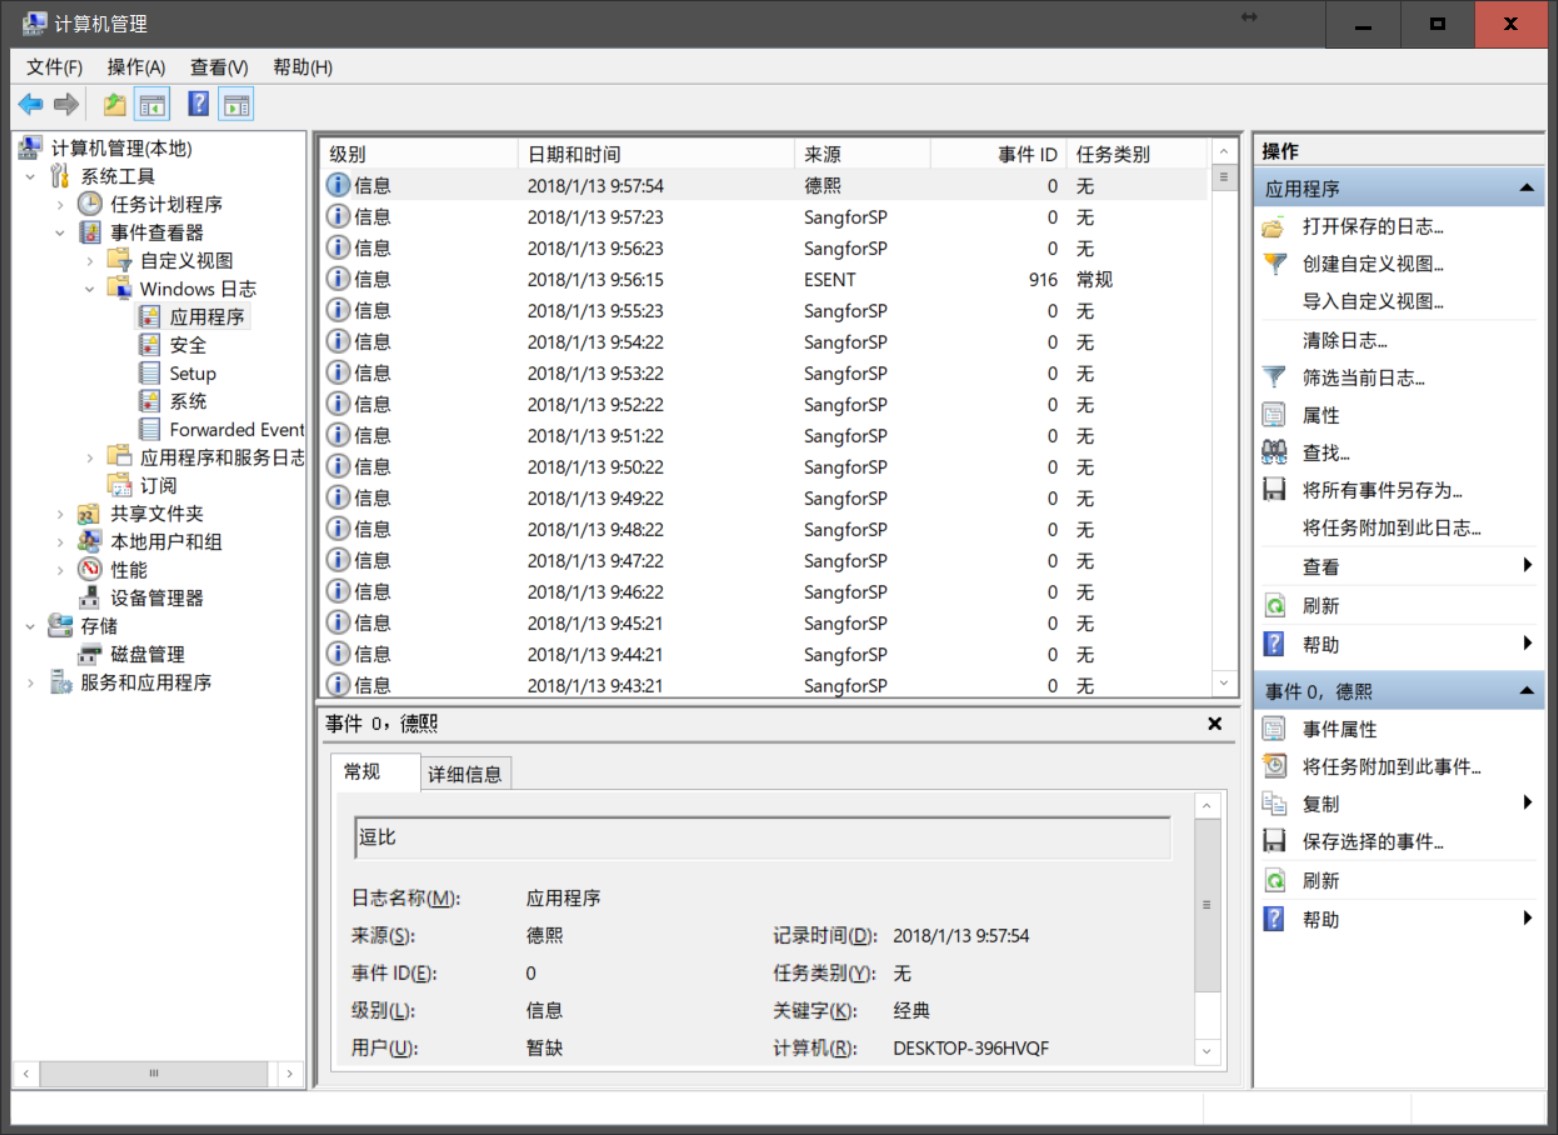 计算机管理
文件(F) 操作(A) 查看(V) 帮助(H)
计算机管理(本地)
系统工具
任务计划程序
事件查看器
自定义视图
Windows 日志
应用程序
安全
Setup
系统
Forwarded Event
应用程序和服务日志
订阅
共享文件夹
本地用户和组
性能
设备管理器
存储
磁盘管理
服务和应用程序
级别 日期和时间 来源 事件 ID 任务类别
信息 2018/1/13 9:57:54 德熙 0 无
信息 2018/1/13 9:57:23 SangforSP 0 无
信息 2018/1/13 9:56:23 SangforSP 0 无
信息 2018/1/13 9:56:15 ESENT 916 常规
信息 2018/1/13 9:55:23 SangforSP 0 无
信息 2018/1/13 9:54:22 SangforSP 0 无
信息 2018/1/13 9:53:22 SangforSP 0 无
信息 2018/1/13 9:52:22 SangforSP 0 无
信息 2018/1/13 9:51:22 SangforSP 0 无
信息 2018/1/13 9:50:22 SangforSP 0 无
信息 2018/1/13 9:49:22 SangforSP 0 无
信息 2018/1/13 9:48:22 SangforSP 0 无
信息 2018/1/13 9:47:22 SangforSP 0 无
信息 2018/1/13 9:46:22 SangforSP 0 无
信息 2018/1/13 9:45:21 SangforSP 0 无
信息 2018/1/13 9:44:21 SangforSP 0 无
信息 2018/1/13 9:43:21 SangforSP 0 无
事件 0，德熙
常规 详细信息
逗比
日志名称(M): 应用程序
来源(S): 德熙 记录时间(D): 2018/1/13 9:57:54
事件 ID(E): 0 任务类别(Y): 无
级别(L): 信息 关键字(K): 经典
用户(U): 暂缺 计算机(R): DESKTOP-396HVQF
操作
应用程序
打开保存的日志...
创建自定义视图...
导入自定义视图...
清除日志...
筛选当前日志...
属性
查找...
将所有事件另存为...
将任务附加到此日志...
查看
刷新
帮助
事件 0，德熙
事件属性
将任务附加到此事件...
复制
保存选择的事件...
刷新
帮助